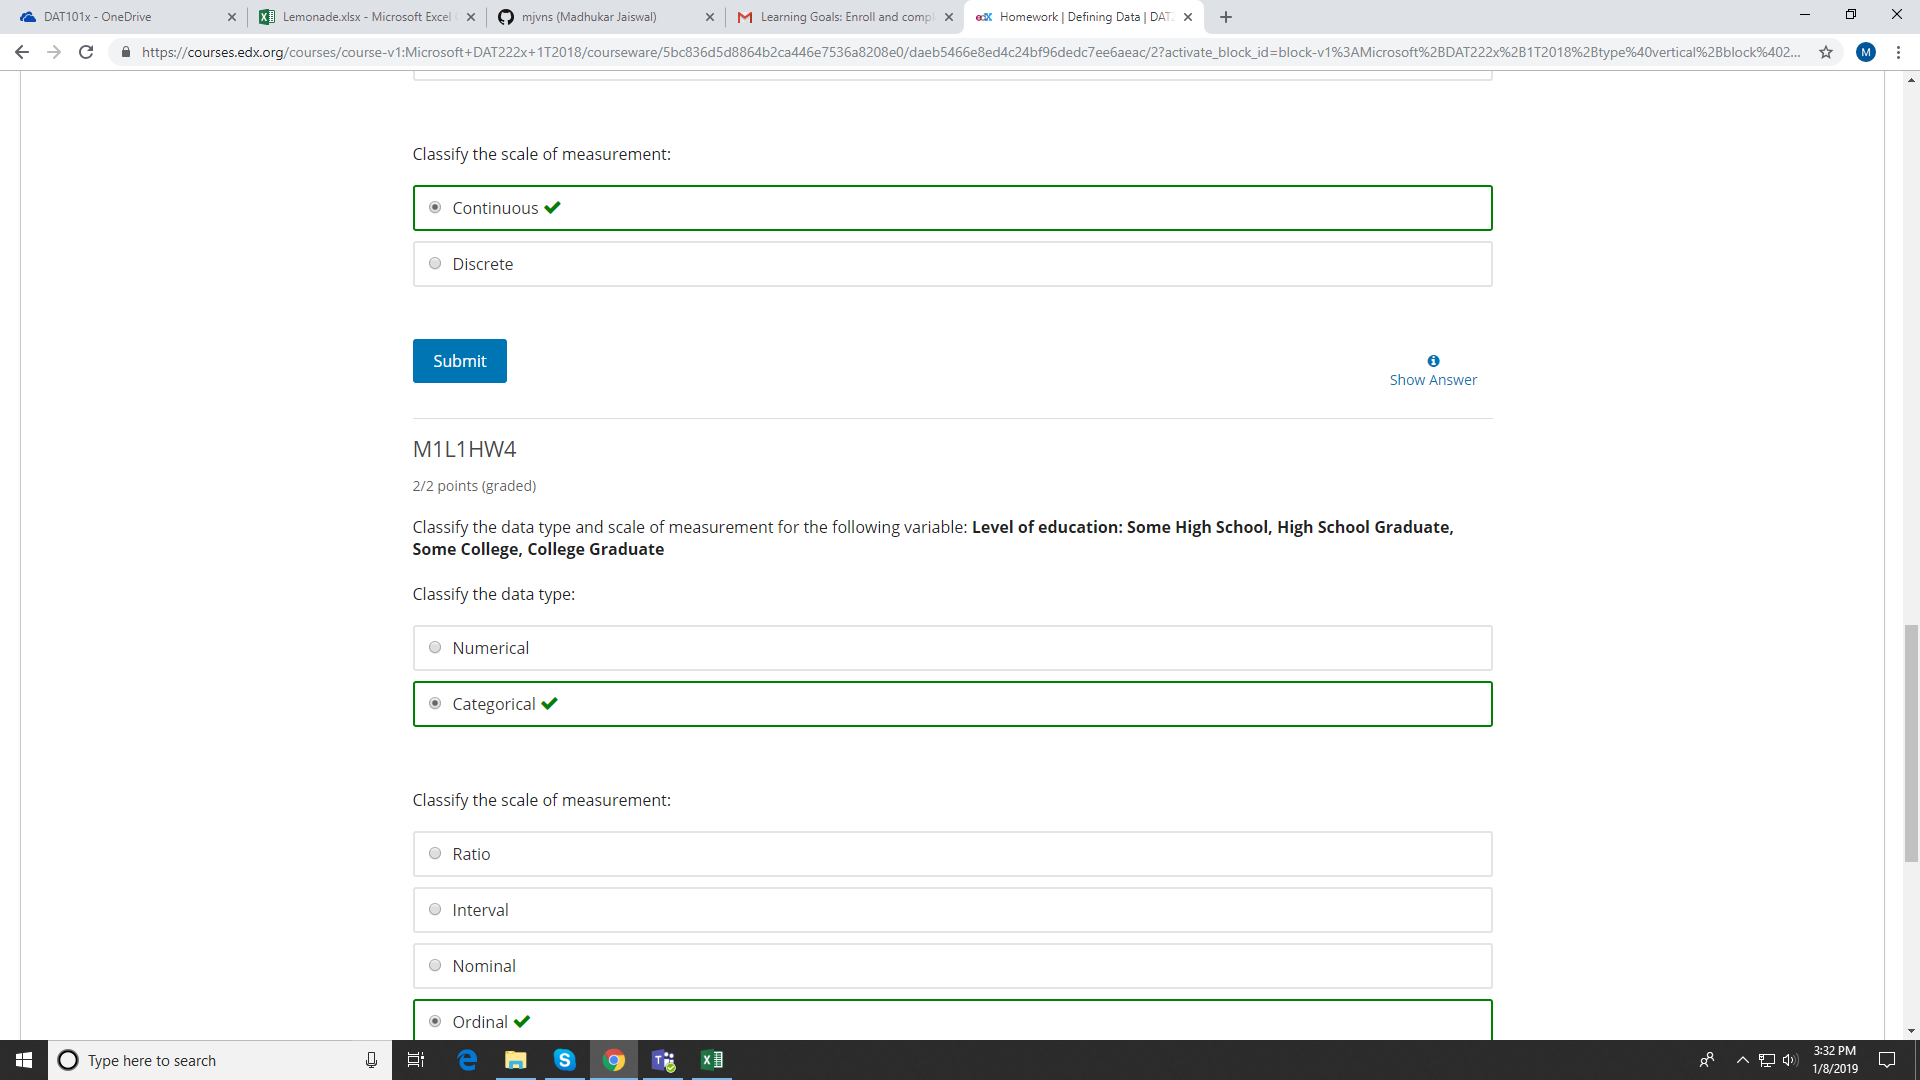 DAT101x - OneDrive
Lemonade.xlsx - Microsoft Excel
mjvns (Madhukar Jaiswal)
Learning Goals: Enroll and comp
edX Homework | Defining Data | DAT
https://courses.edx.org/courses/course-v1:Microsoft+DAT222x+1T2018/courseware/5bc836d5d8864b2ca446e7536a8208e0/daeb5466e8ed4c24bf96dedc7ee6aeac/2?activate_block_id=block-v1%3AMicrosoft%2BDAT222x%2B1T2018%2Btype%40vertical%2Bblock%402...
M
Classify the scale of measurement:
Continuous
Discrete
Submit
Show Answer
M1L1HW4
2/2 points (graded)
Classify the data type and scale of measurement for the following variable: Level of education: Some High School, High School Graduate,
Some College, College Graduate
Classify the data type:
Numerical
Categorical
Classify the scale of measurement:
Ratio
Interval
Nominal
Ordinal
Type here to search
3:32 PM
1/8/2019